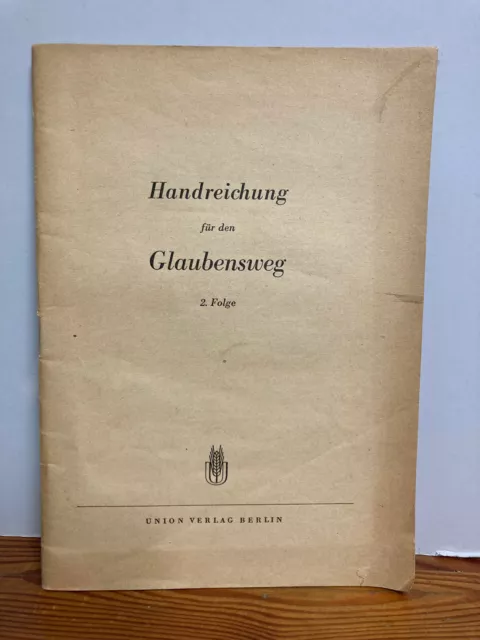 Handreichung
für den
Glaubensweg
2. Folge
UNION VERLAG BERLIN